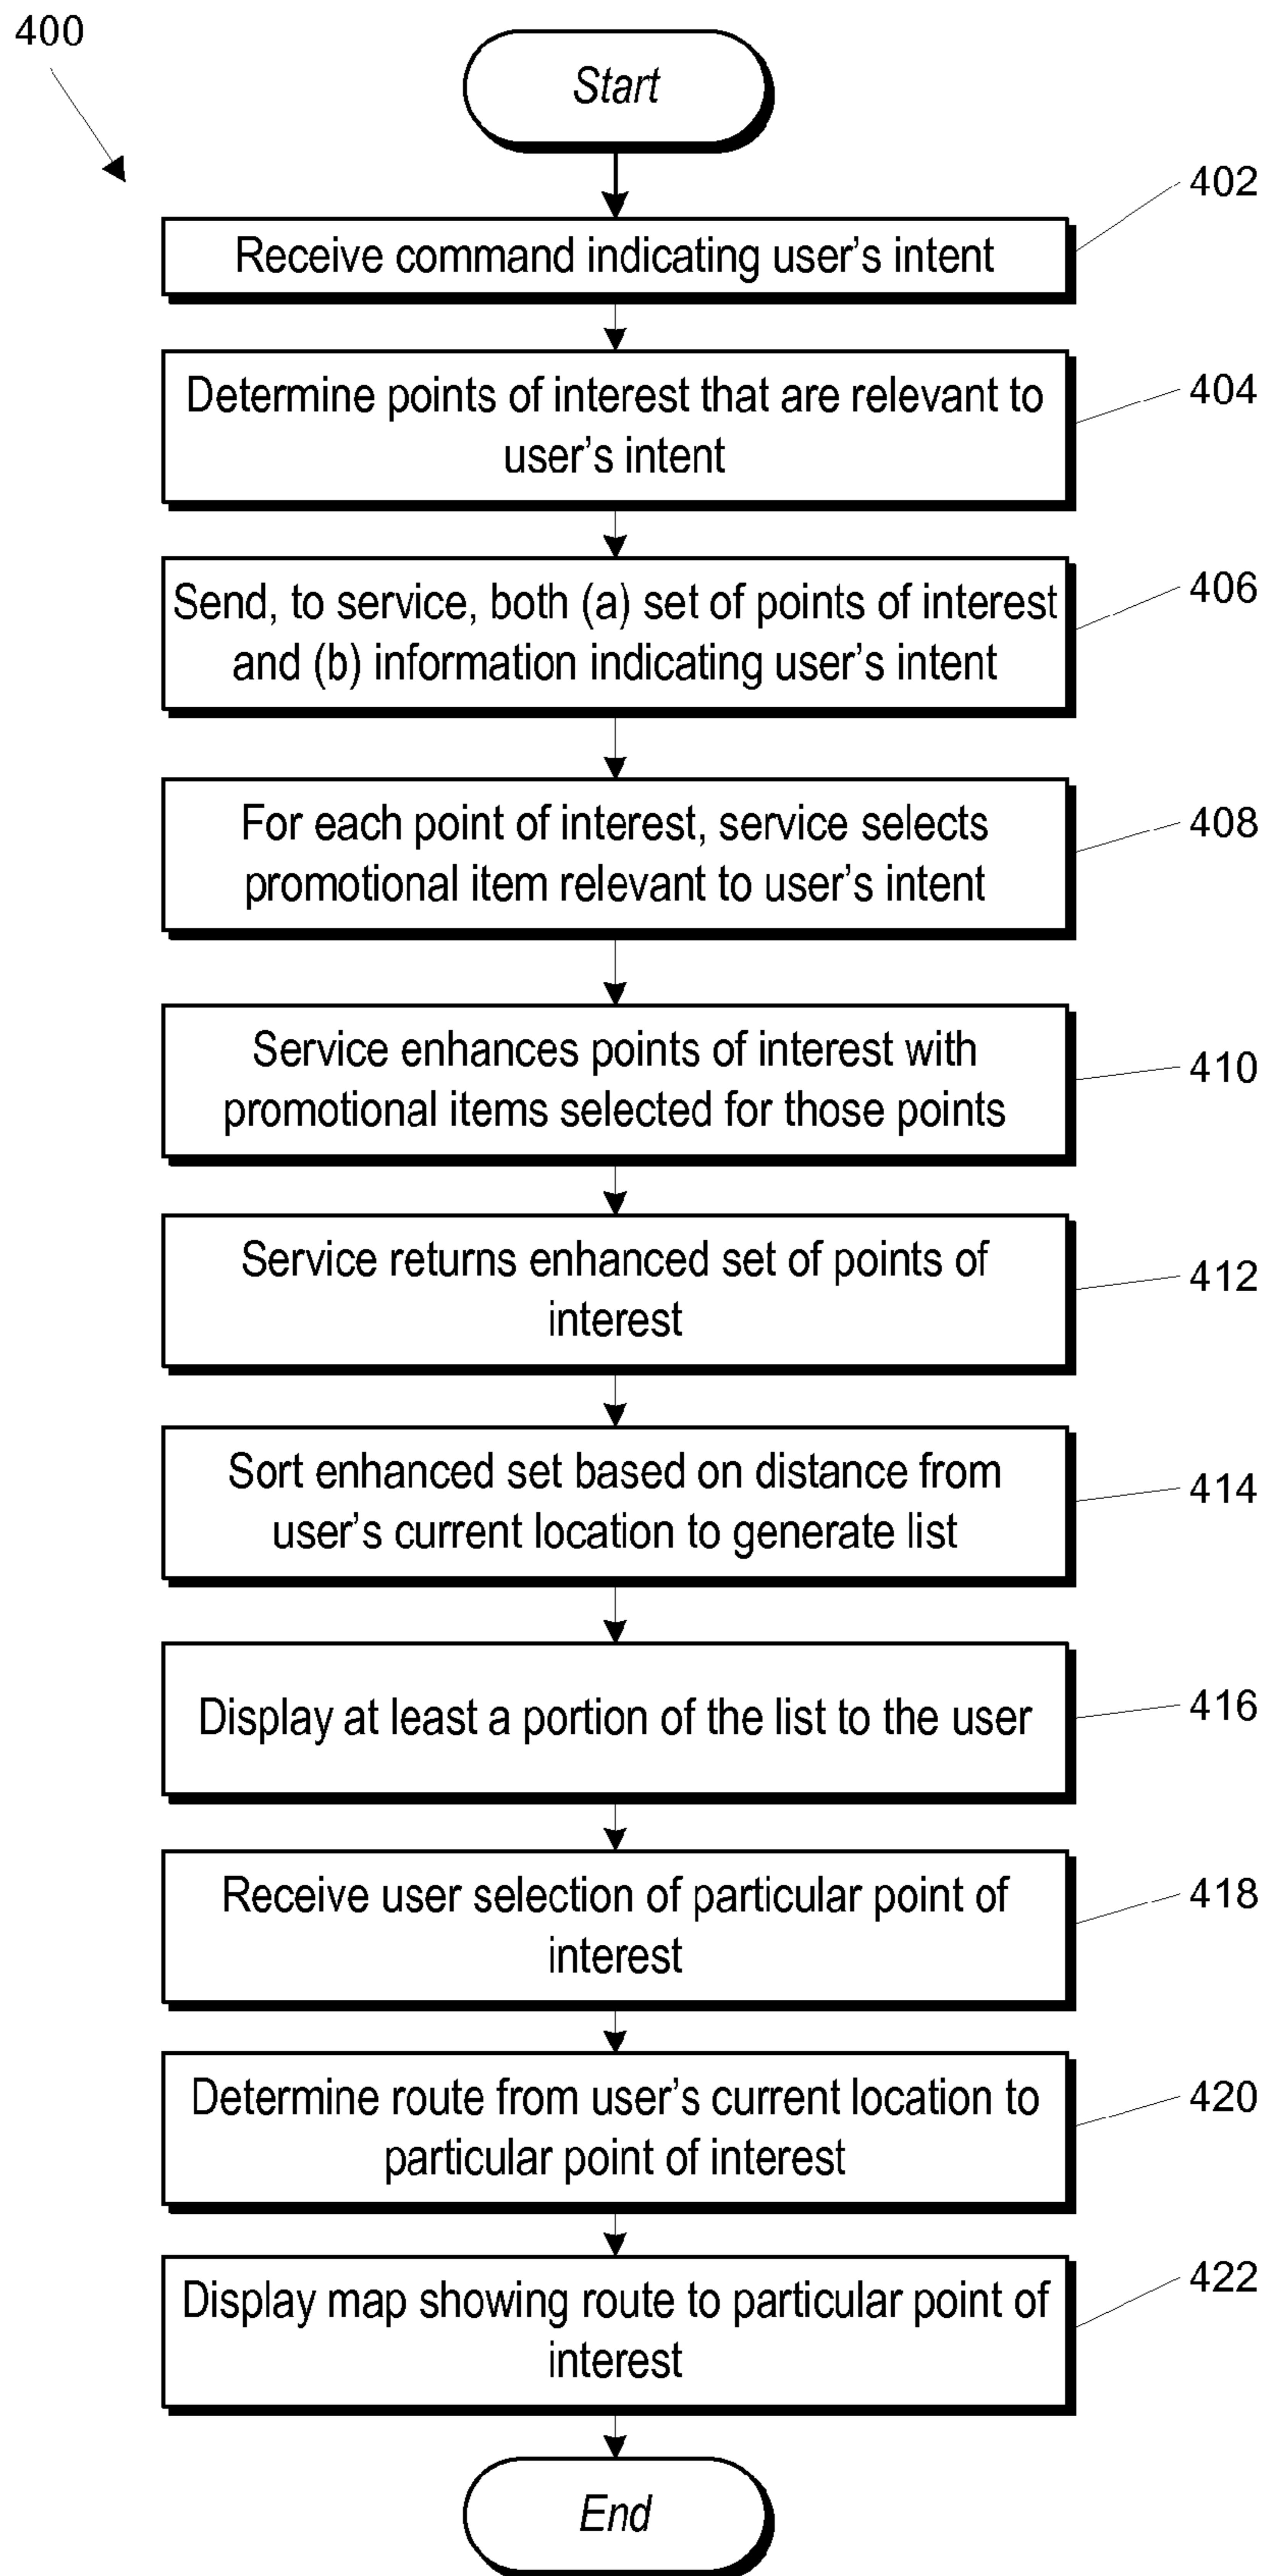 400
Start
402
Receive command indicating user's intent
404
Determine points of interest that are relevant to
user's intent
406
Send, to service, both (a) set of points of interest
and (b) information indicating user's intent
408
For each point of interest, service selects
promotional item relevant to user's intent
410
Service enhances points of interest with
promotional items selected for those points
412
Service returns enhanced set of points of
interest
414
Sort enhanced set based on distance from
user's current location to generate list
416
Display at least a portion of the list to the user
418
Receive user selection of particular point of
interest
420
Determine route from user's current location to
particular point of interest
422
Display map showing route to particular point of
interest
End